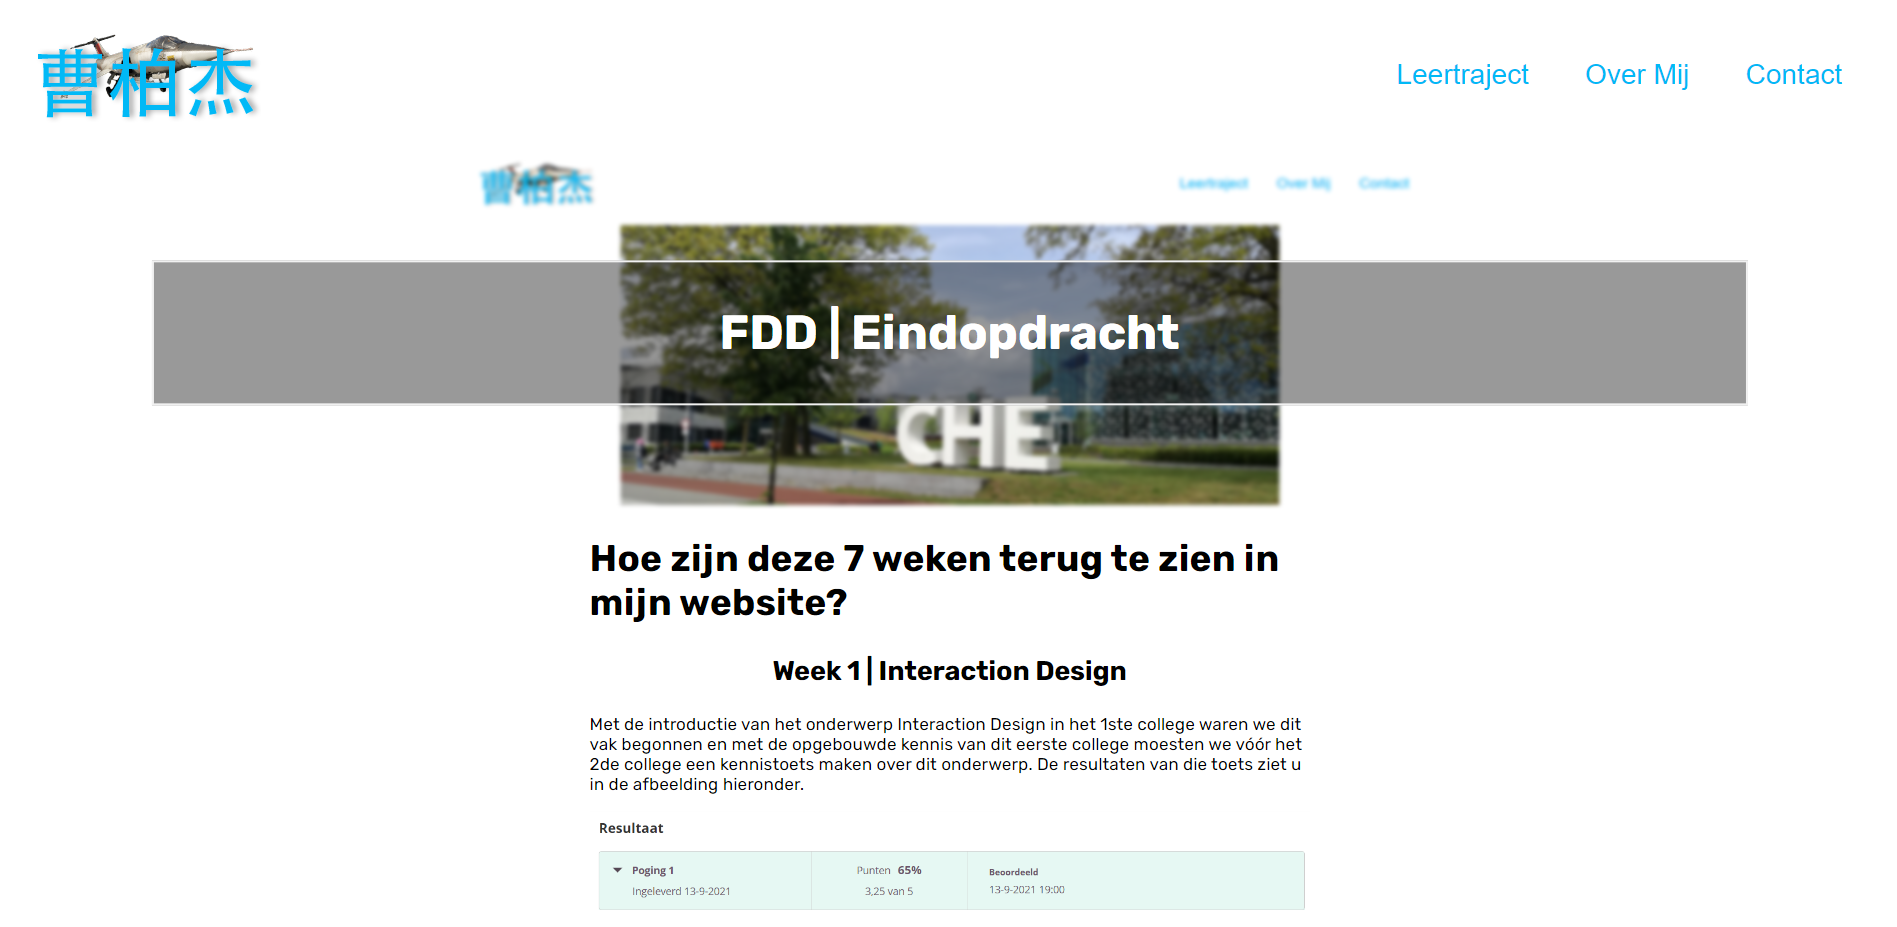 曹柏杰
Leertraject Over Mij Contact
曹柏杰
Leertraject Over Mij Contact
FDD | Eindopdracht
CHE
Hoe zijn deze 7 weken terug te zien in
mijn website?
Week 1 | Interaction Design
Met de introductie van het onderwerp Interaction Design in het 1ste college waren we dit
vak begonnen en met de opgebouwde kennis van dit eerste college moesten we vóór het
2de college een kennistoets maken over dit onderwerp. De resultaten van die toets ziet u
in de afbeelding hieronder.
Resultaat
Poging 1 Punten 65% Beoordeeld
Ingeleverd 13-9-2021 3,25 van 5 13-9-2021 19:00